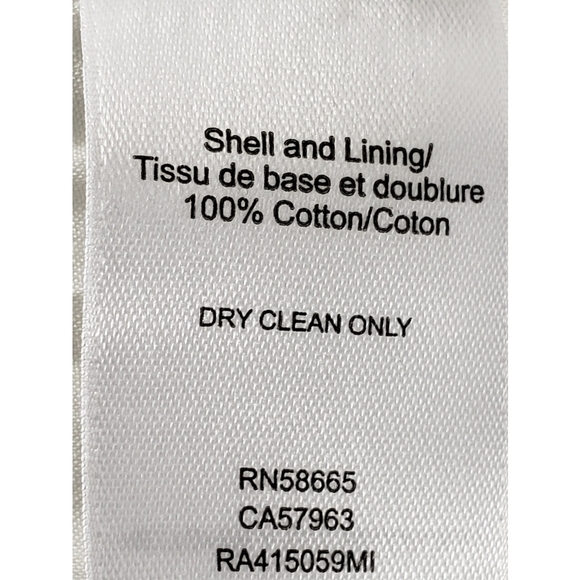 Shell and Lining/
Tissu de base et doublure
100% Cotton/Coton
DRY CLEAN ONLY
RN58665
CA57963
RA415059MI